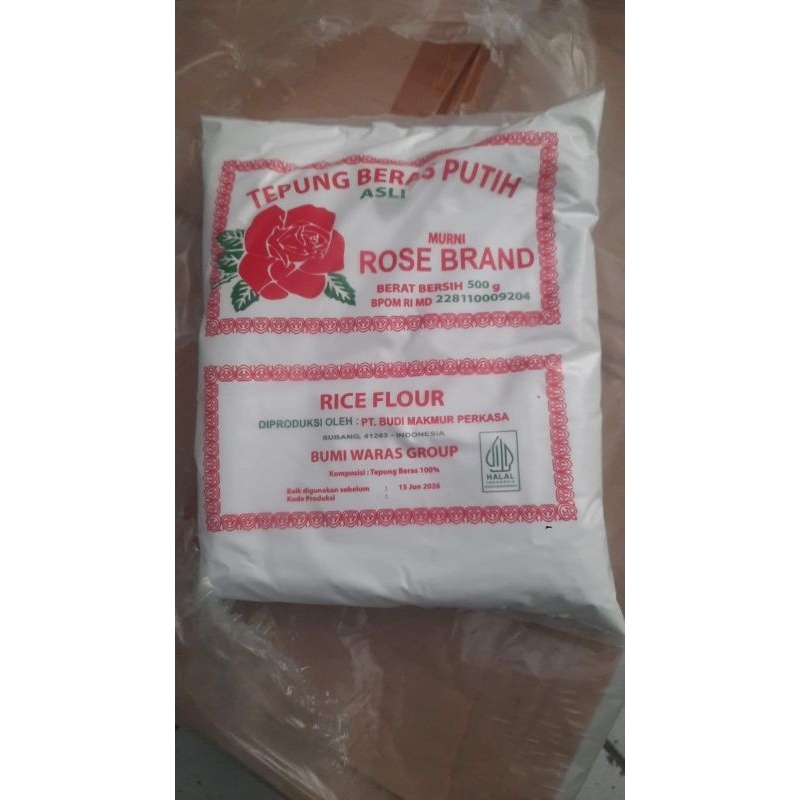 TEPUNG BERAS PUTIH
ASLI
MURNI
ROSE BRAND
BERAT BERSIH 500 g
BPOM RI MD 228110009204
RICE FLOUR
DIPRODUKSI OLEH : PT. BUDI MAKMUR PERKASA
SUBANG, 41263 - INDONESIA
BUMI WARAS GROUP
Komposisi : Tepung Beras 100%
Baik digunakan sebelum : 15 Jun 2026
Kode Produksi :
HALAL
INDONESIA